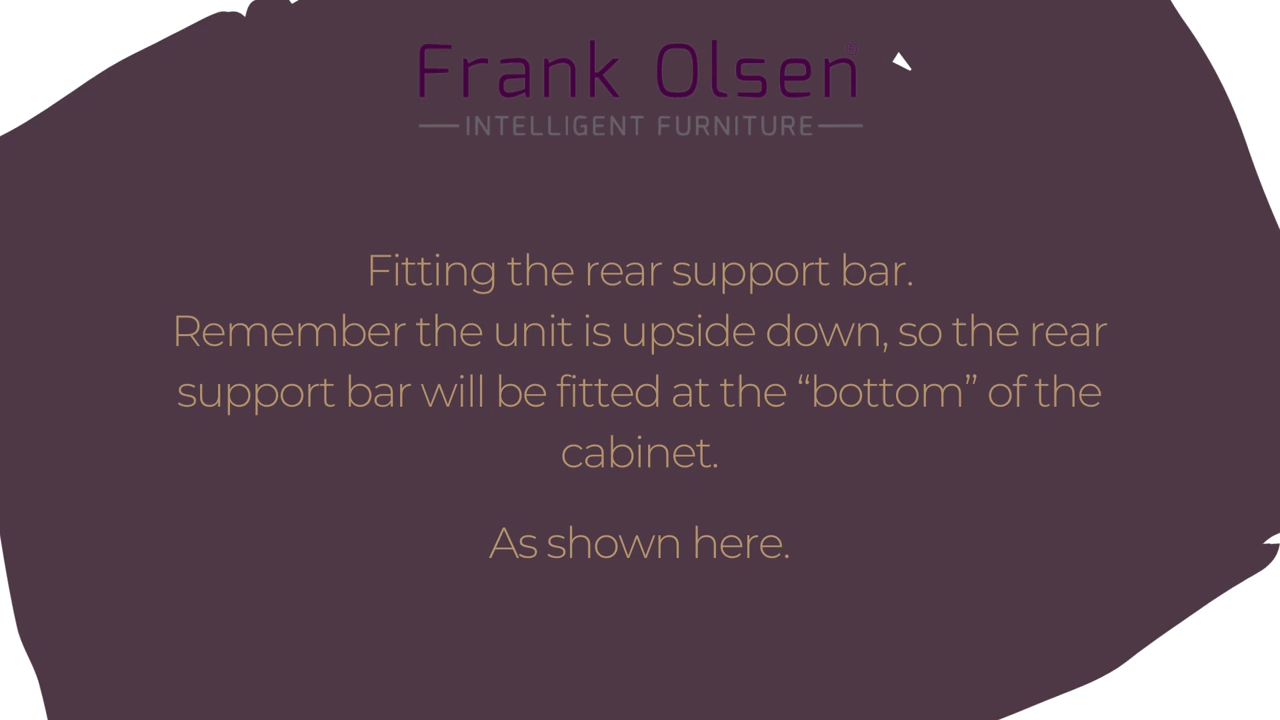 Frank Olsen
INTELLIGENT FURNITURE
Fitting the rear support bar.
Remember the unit is upside down, so the rear
support bar will be fitted at the “bottom” of the
cabinet.
As shown here.